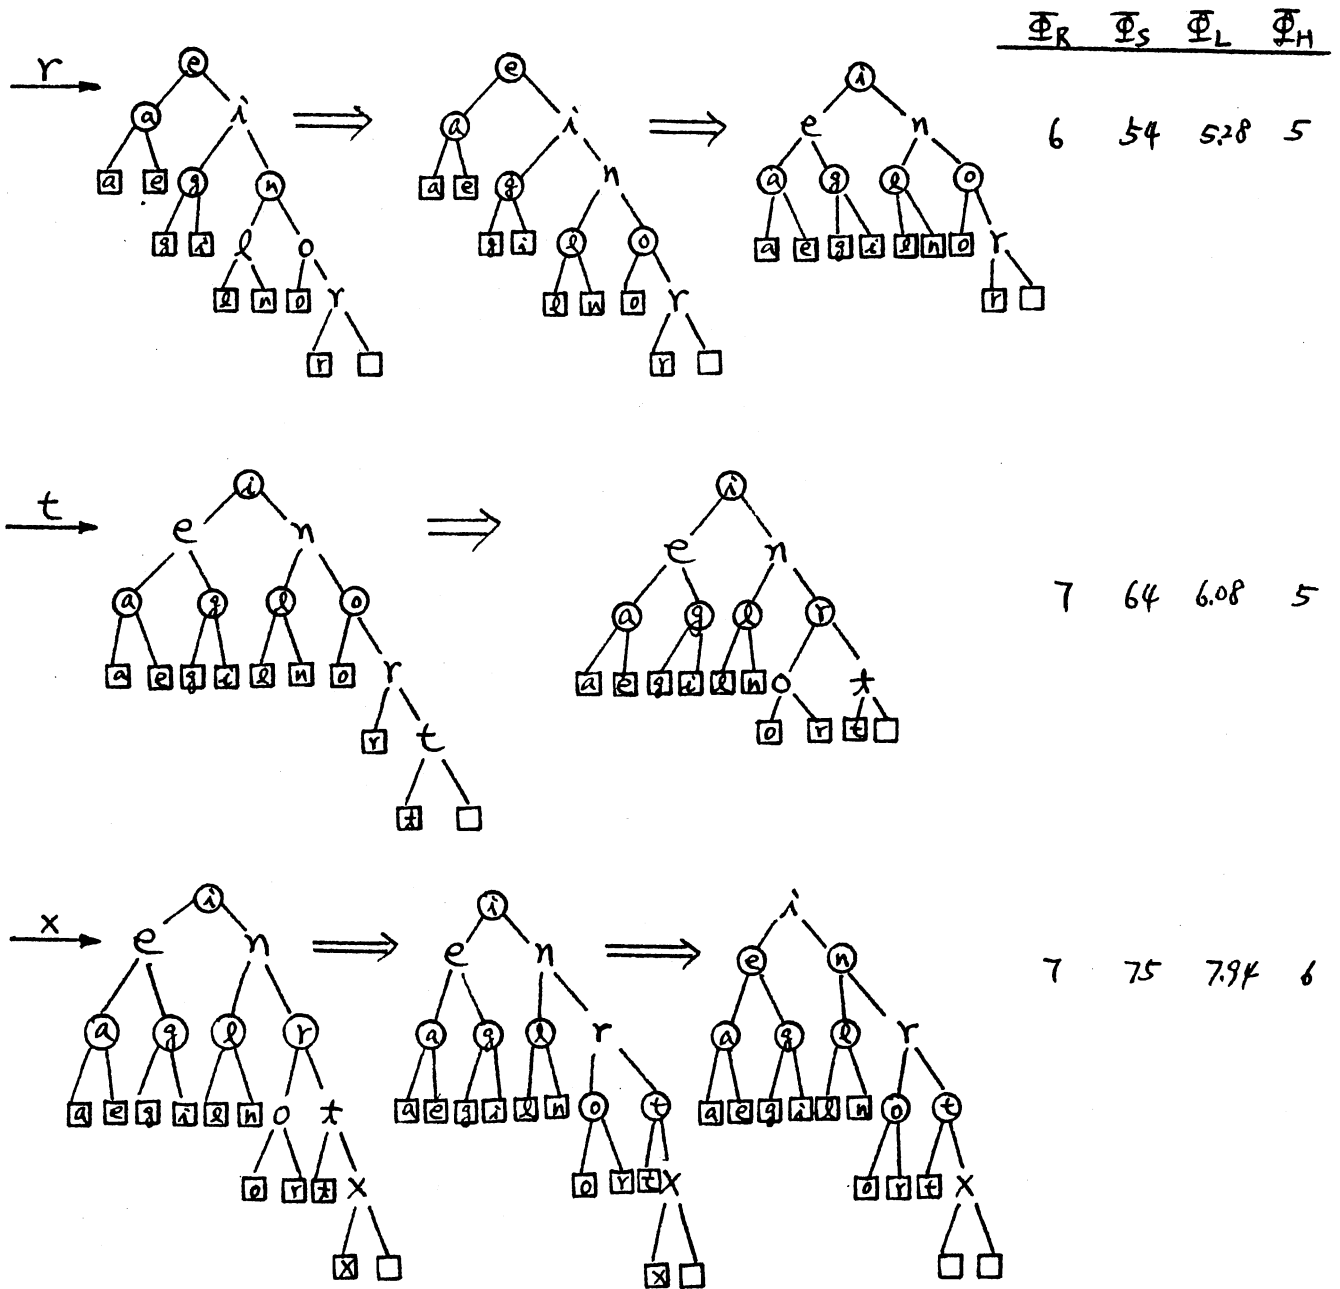 Φ_R Φ_S Φ_L Φ_H
r
e e i
a i a i e n
a e g n a e g n a g l o
g i l o g i l o a e g i l n o r
l n o r l n o r r
r r
6 54 5.28 5
t
i i
e n e n
a g l o a g l r
a e g i l n o r a e g i l n o t
r t o r t
t
7 64 6.08 5
x
i i i
e n e n e n
a g l r a g l r a g l r
a e g i l n o t a e g i l n o t a e g i l n o t
o r t x o r t x o r t x
x x
7 75 7.94 6